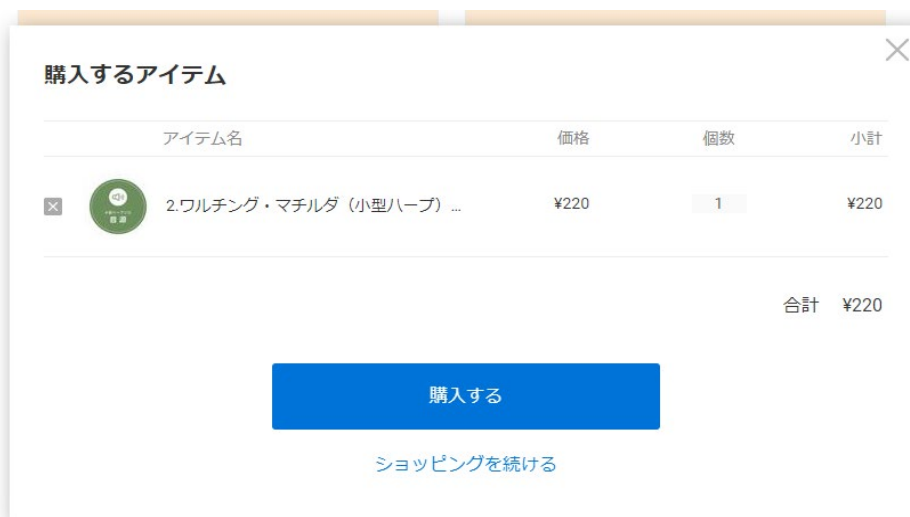 購入するアイテム
アイテム名 価格 個数 小計
音源
2.ワルチング・マチルダ（小型ハープ）... ¥220 1 ¥220
合計 ¥220
購入する
ショッピングを続ける